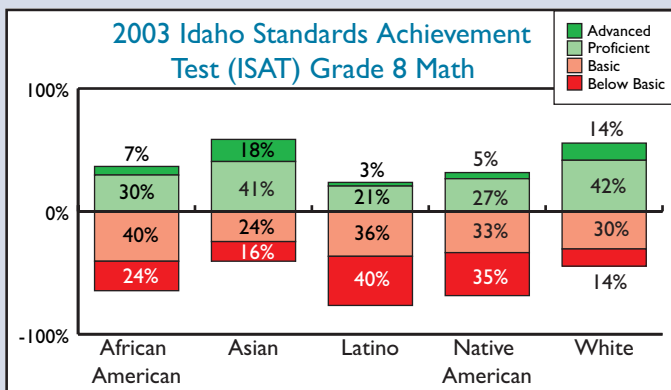 2003 Idaho Standards Achievement
Test (ISAT) Grade 8 Math
Advanced
Proficient
Basic
Below Basic
100%
0%
-100%
7%
30%
40%
24%
18%
41%
24%
16%
3%
21%
36%
40%
5%
27%
33%
35%
14%
42%
30%
14%
African
American
Asian
Latino
Native
American
White